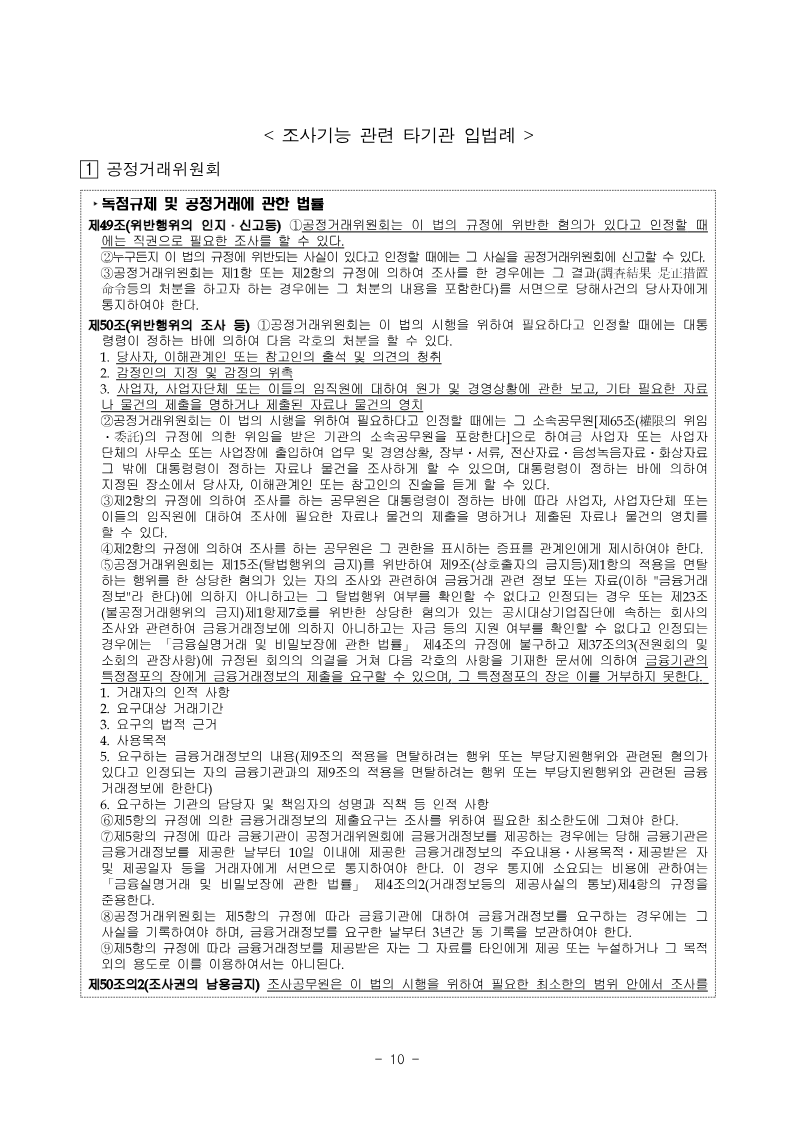 < 조사기능 관련 타기관 입법례 >
1 공정거래위원회
‣독점규제 및 공정거래에 관한 법률
제49조(위반행위의 인지ㆍ신고등) ①공정거래위원회는 이 법의 규정에 위반한 혐의가 있다고 인정할 때
에는 직권으로 필요한 조사를 할 수 있다.
②누구든지 이 법의 규정에 위반되는 사실이 있다고 인정할 때에는 그 사실을 공정거래위원회에 신고할 수 있다.
③공정거래위원회는 제1항 또는 제2항의 규정에 의하여 조사를 한 경우에는 그 결과(調査結果 是正措置
命令등의 처분을 하고자 하는 경우에는 그 처분의 내용을 포함한다)를 서면으로 당해사건의 당사자에게
통지하여야 한다.
제50조(위반행위의 조사 등) ①공정거래위원회는 이 법의 시행을 위하여 필요하다고 인정할 때에는 대통
령령이 정하는 바에 의하여 다음 각호의 처분을 할 수 있다.
1. 당사자, 이해관계인 또는 참고인의 출석 및 의견의 청취
2. 감정인의 지정 및 감정의 위촉
3. 사업자, 사업자단체 또는 이들의 임직원에 대하여 원가 및 경영상황에 관한 보고, 기타 필요한 자료
나 물건의 제출을 명하거나 제출된 자료나 물건의 영치
②공정거래위원회는 이 법의 시행을 위하여 필요하다고 인정할 때에는 그 소속공무원[제65조(權限의 위임
ㆍ委託)의 규정에 의한 위임을 받은 기관의 소속공무원을 포함한다]으로 하여금 사업자 또는 사업자
단체의 사무소 또는 사업장에 출입하여 업무 및 경영상황, 장부ㆍ서류, 전산자료ㆍ음성녹음자료ㆍ화상자료
그 밖에 대통령령이 정하는 자료나 물건을 조사하게 할 수 있으며, 대통령령이 정하는 바에 의하여
지정된 장소에서 당사자, 이해관계인 또는 참고인의 진술을 듣게 할 수 있다.
③제2항의 규정에 의하여 조사를 하는 공무원은 대통령령이 정하는 바에 따라 사업자, 사업자단체 또는
이들의 임직원에 대하여 조사에 필요한 자료나 물건의 제출을 명하거나 제출된 자료나 물건의 영치를
할 수 있다.
④제2항의 규정에 의하여 조사를 하는 공무원은 그 권한을 표시하는 증표를 관계인에게 제시하여야 한다.
⑤공정거래위원회는 제15조(탈법행위의 금지)를 위반하여 제9조(상호출자의 금지등)제1항의 적용을 면탈
하는 행위를 한 상당한 혐의가 있는 자의 조사와 관련하여 금융거래 관련 정보 또는 자료(이하 "금융거래
정보"라 한다)에 의하지 아니하고는 그 탈법행위 여부를 확인할 수 없다고 인정되는 경우 또는 제23조
(불공정거래행위의 금지)제1항제7호를 위반한 상당한 혐의가 있는 공시대상기업집단에 속하는 회사의
조사와 관련하여 금융거래정보에 의하지 아니하고는 자금 등의 지원 여부를 확인할 수 없다고 인정되는
경우에는 「금융실명거래 및 비밀보장에 관한 법률」 제4조의 규정에 불구하고 제37조의3(전원회의 및
소회의 관장사항)에 규정된 회의의 의결을 거쳐 다음 각호의 사항을 기재한 문서에 의하여 금융기관의
특정점포의 장에게 금융거래정보의 제출을 요구할 수 있으며, 그 특정점포의 장은 이를 거부하지 못한다.
1. 거래자의 인적 사항
2. 요구대상 거래기간
3. 요구의 법적 근거
4. 사용목적
5. 요구하는 금융거래정보의 내용(제9조의 적용을 면탈하려는 행위 또는 부당지원행위와 관련된 혐의가
있다고 인정되는 자의 금융기관과의 제9조의 적용을 면탈하려는 행위 또는 부당지원행위와 관련된 금융
거래정보에 한한다)
6. 요구하는 기관의 담당자 및 책임자의 성명과 직책 등 인적 사항
⑥제5항의 규정에 의한 금융거래정보의 제출요구는 조사를 위하여 필요한 최소한도에 그쳐야 한다.
⑦제5항의 규정에 따라 금융기관이 공정거래위원회에 금융거래정보를 제공하는 경우에는 당해 금융기관은
금융거래정보를 제공한 날부터 10일 이내에 제공한 금융거래정보의 주요내용ㆍ사용목적ㆍ제공받은 자
및 제공일자 등을 거래자에게 서면으로 통지하여야 한다. 이 경우 통지에 소요되는 비용에 관하여는
「금융실명거래 및 비밀보장에 관한 법률」 제4조의2(거래정보등의 제공사실의 통보)제4항의 규정을
준용한다.
⑧공정거래위원회는 제5항의 규정에 따라 금융기관에 대하여 금융거래정보를 요구하는 경우에는 그
사실을 기록하여야 하며, 금융거래정보를 요구한 날부터 3년간 동 기록을 보관하여야 한다.
⑨제5항의 규정에 따라 금융거래정보를 제공받은 자는 그 자료를 타인에게 제공 또는 누설하거나 그 목적
외의 용도로 이를 이용하여서는 아니된다.
제50조의2(조사권의 남용금지) 조사공무원은 이 법의 시행을 위하여 필요한 최소한의 범위 안에서 조사를
- 10 -